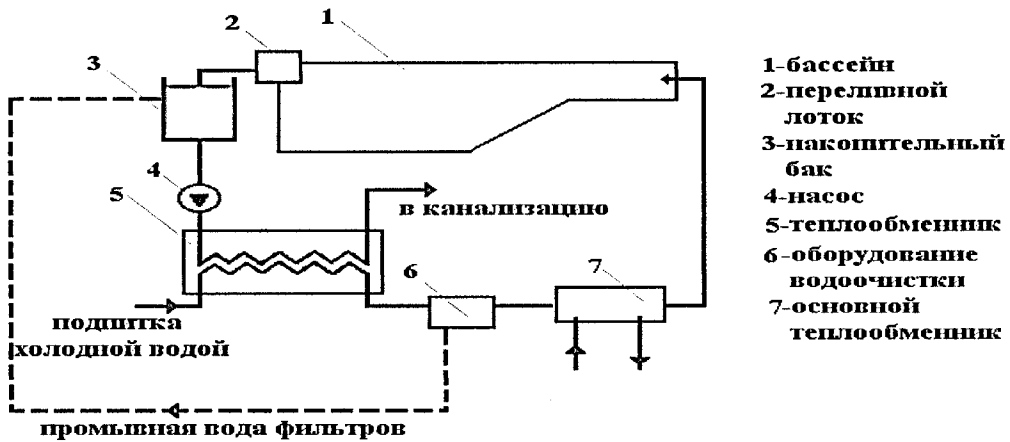 1
2
3
4
5
6
7
в канализацию
подпитка
холодной водой
промывная вода фильтров
1-бассейн
2-переливной
лоток
3-накопительный
бак
4-насос
5-теплообменник
6-оборудование
водоочистки
7-основной
теплообменник